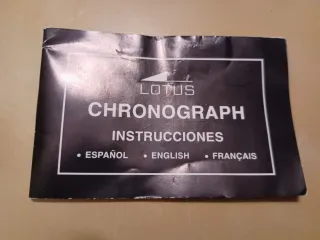 LOTUS
CHRONOGRAPH
INSTRUCCIONES
• ESPAÑOL • ENGLISH • FRANÇAIS